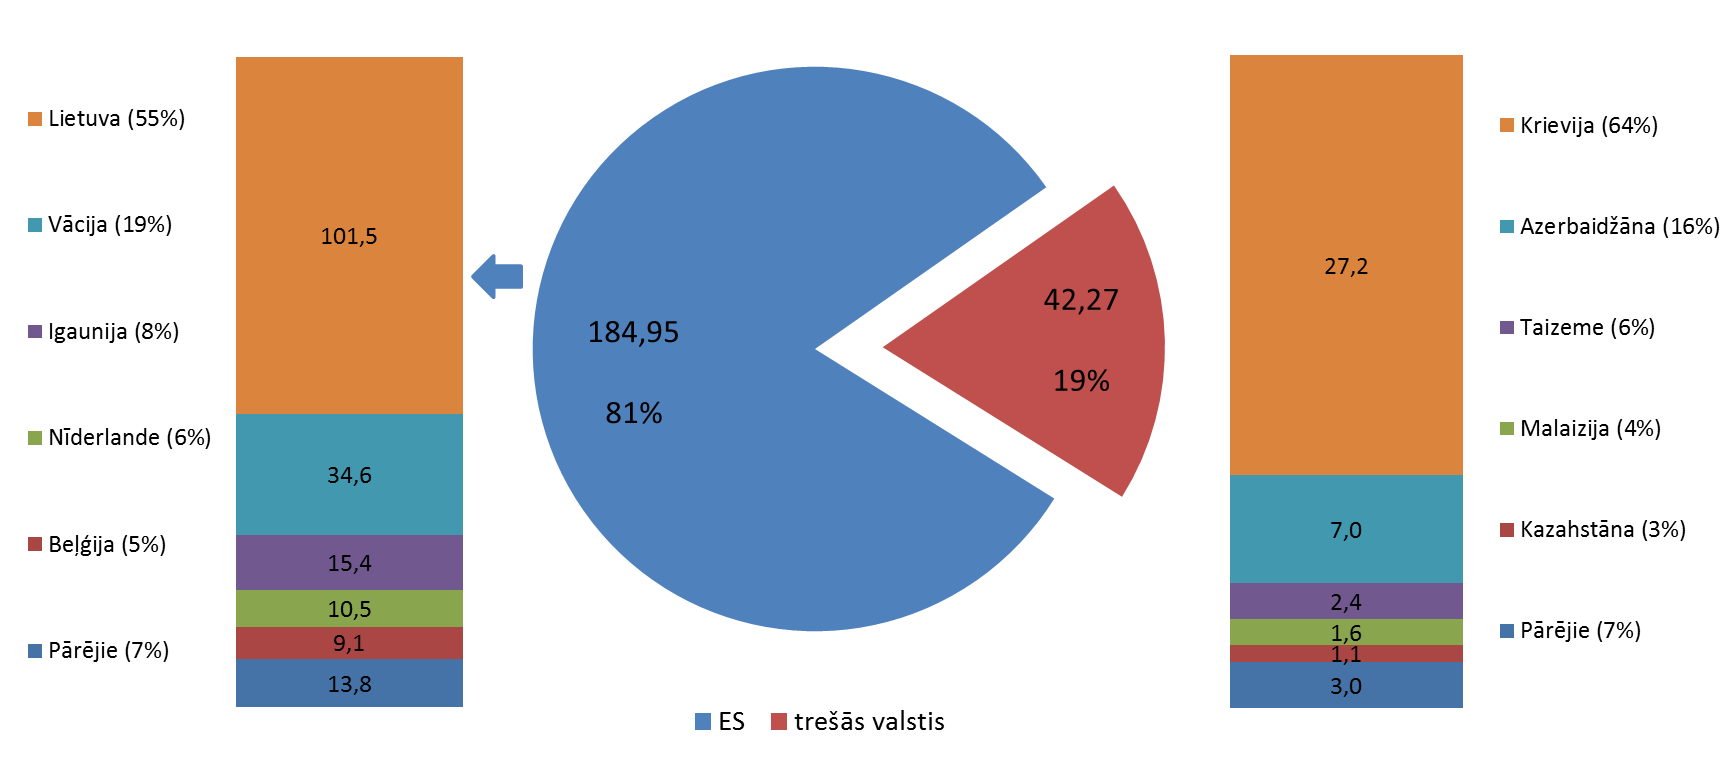 Lietuva (55%)
Vācija (19%)
Igaunija (8%)
Nīderlande (6%)
Beļģija (5%)
Pārējie (7%)
101,5
34,6
15,4
10,5
9,1
13,8
184,95
81%
42,27
19%
ES
trešās valstis
27,2
7,0
2,4
1,6
1,1
3,0
Krievija (64%)
Azerbaidžāna (16%)
Taizeme (6%)
Malaizija (4%)
Kazahstāna (3%)
Pārējie (7%)